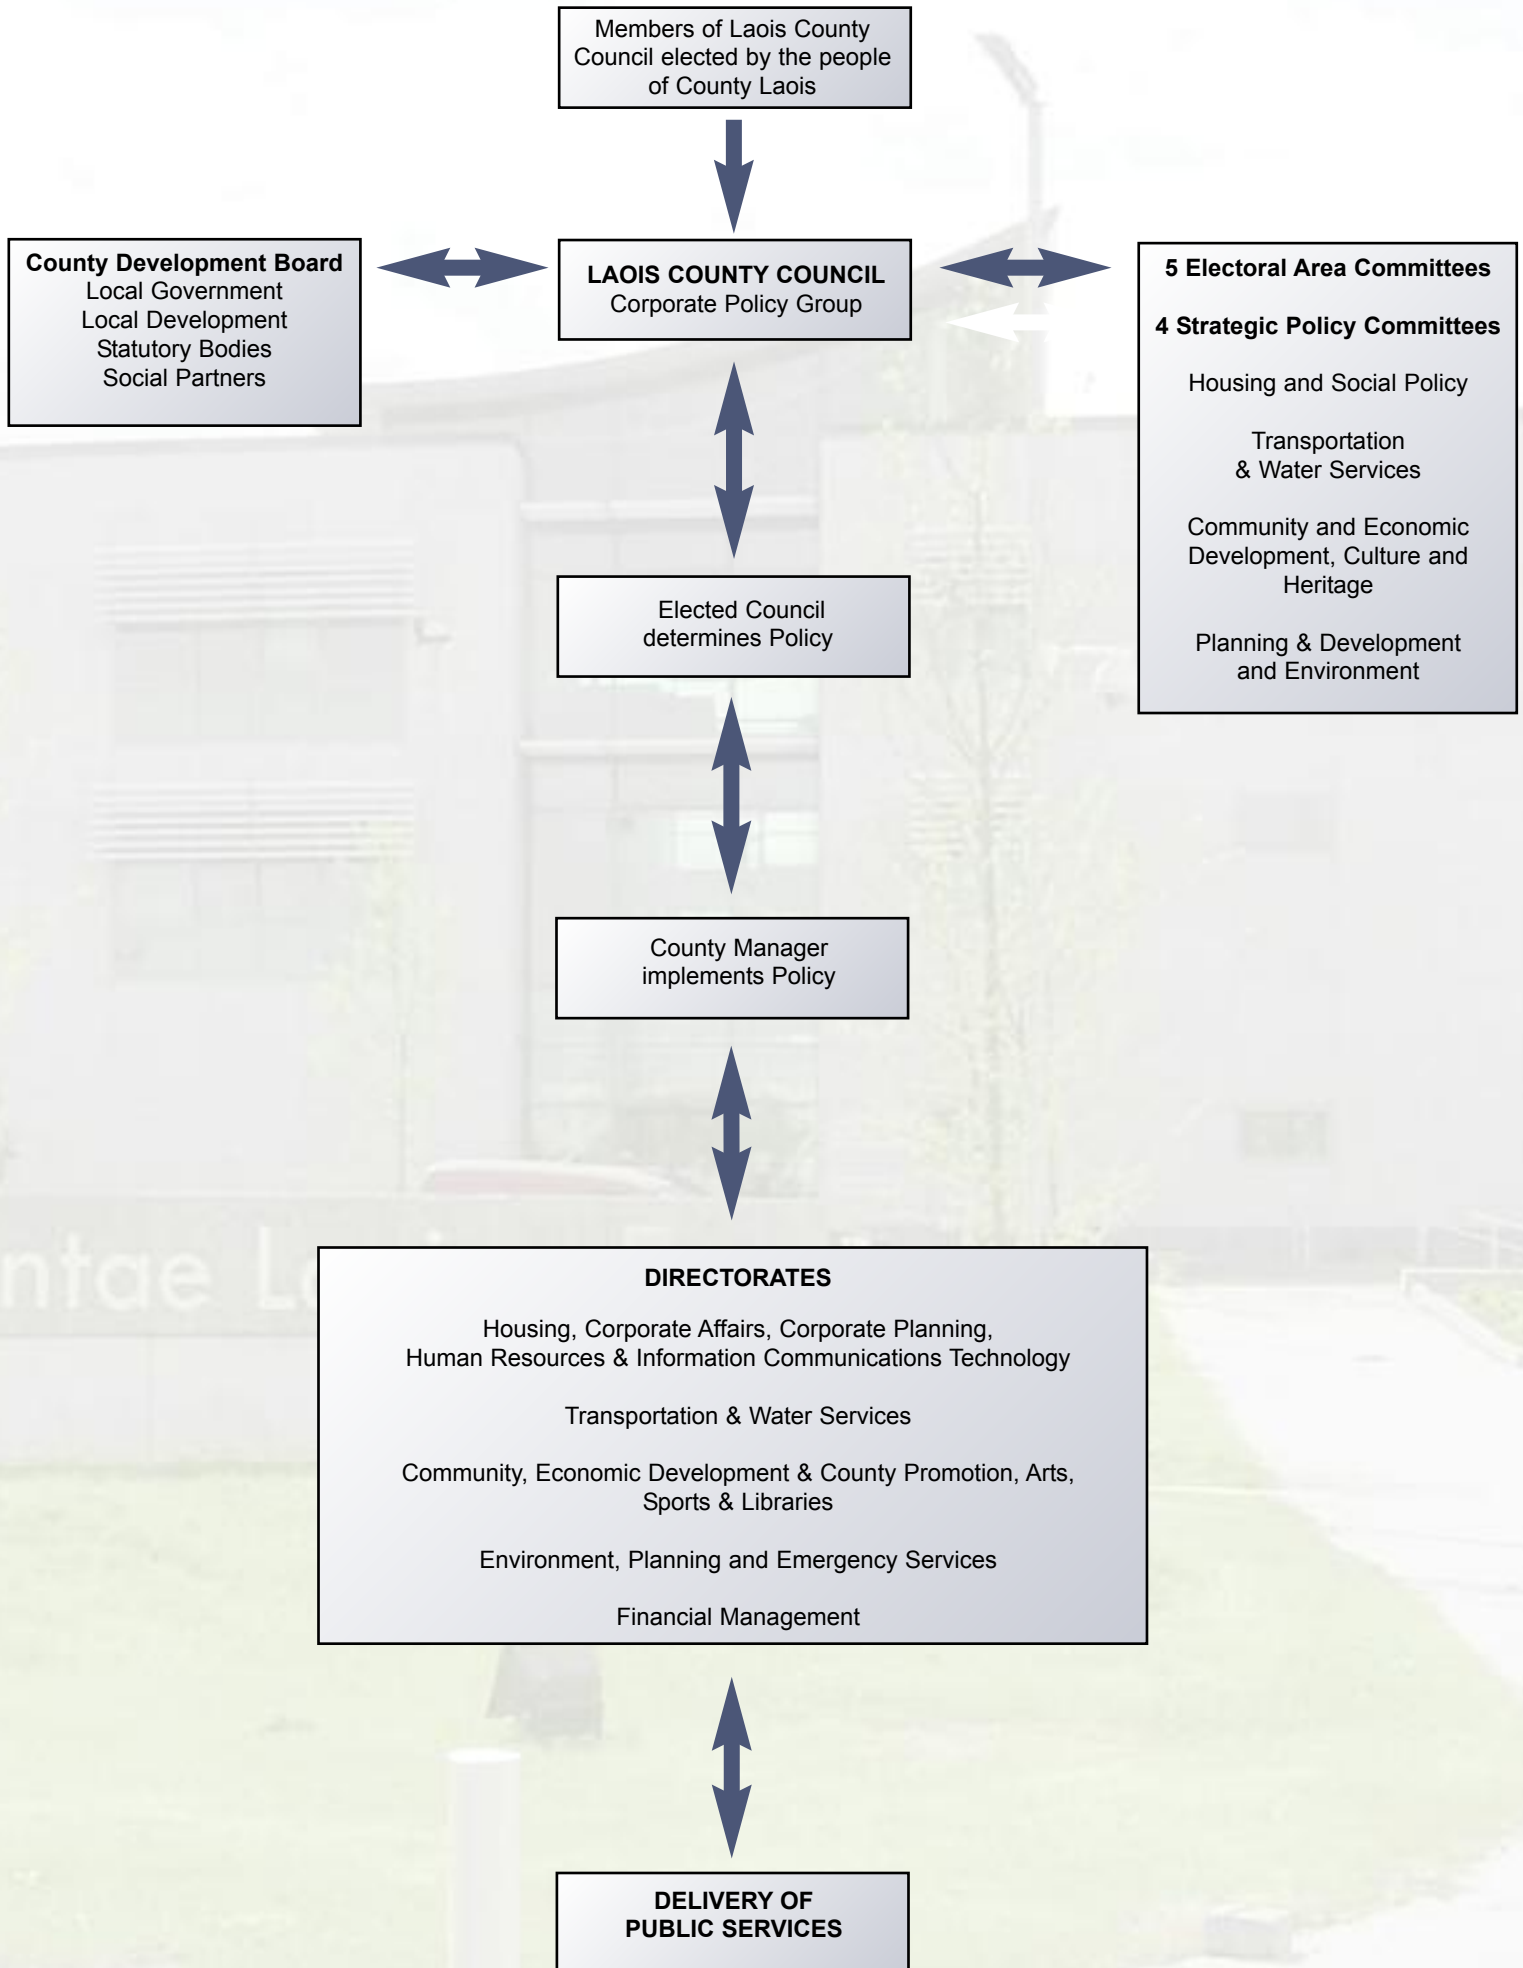 Members of Laois County
Council elected by the people
of County Laois
County Development Board
Local Government
Local Development
Statutory Bodies
Social Partners
LAOIS COUNTY COUNCIL
Corporate Policy Group
5 Electoral Area Committees
4 Strategic Policy Committees
Housing and Social Policy
Transportation
& Water Services
Community and Economic
Development, Culture and
Heritage
Planning & Development
and Environment
Elected Council
determines Policy
County Manager
implements Policy
ntae La
DIRECTORATES
Housing, Corporate Affairs, Corporate Planning,
Human Resources & Information Communications Technology
Transportation & Water Services
Community, Economic Development & County Promotion, Arts,
Sports & Libraries
Environment, Planning and Emergency Services
Financial Management
DELIVERY OF
PUBLIC SERVICES